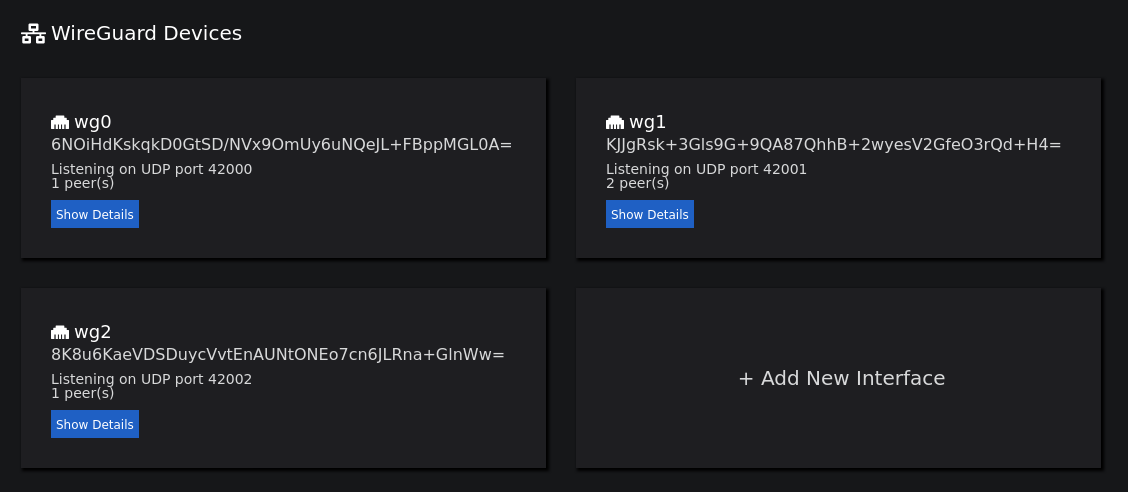 WireGuard Devices
wg0
6NOiHdKskqkD0GtSD/NVx9OmUy6uNQeJL+FBppMGL0A=
Listening on UDP port 42000
1 peer(s)
Show Details
wg1
KJJgRsk+3Gls9G+9QA87QhhB+2wyesV2GfeO3rQd+H4=
Listening on UDP port 42001
2 peer(s)
Show Details
wg2
8K8u6KaeVDSDuycVvtEnAUNtONEo7cn6JLRna+GlnWw=
Listening on UDP port 42002
1 peer(s)
Show Details
+ Add New Interface